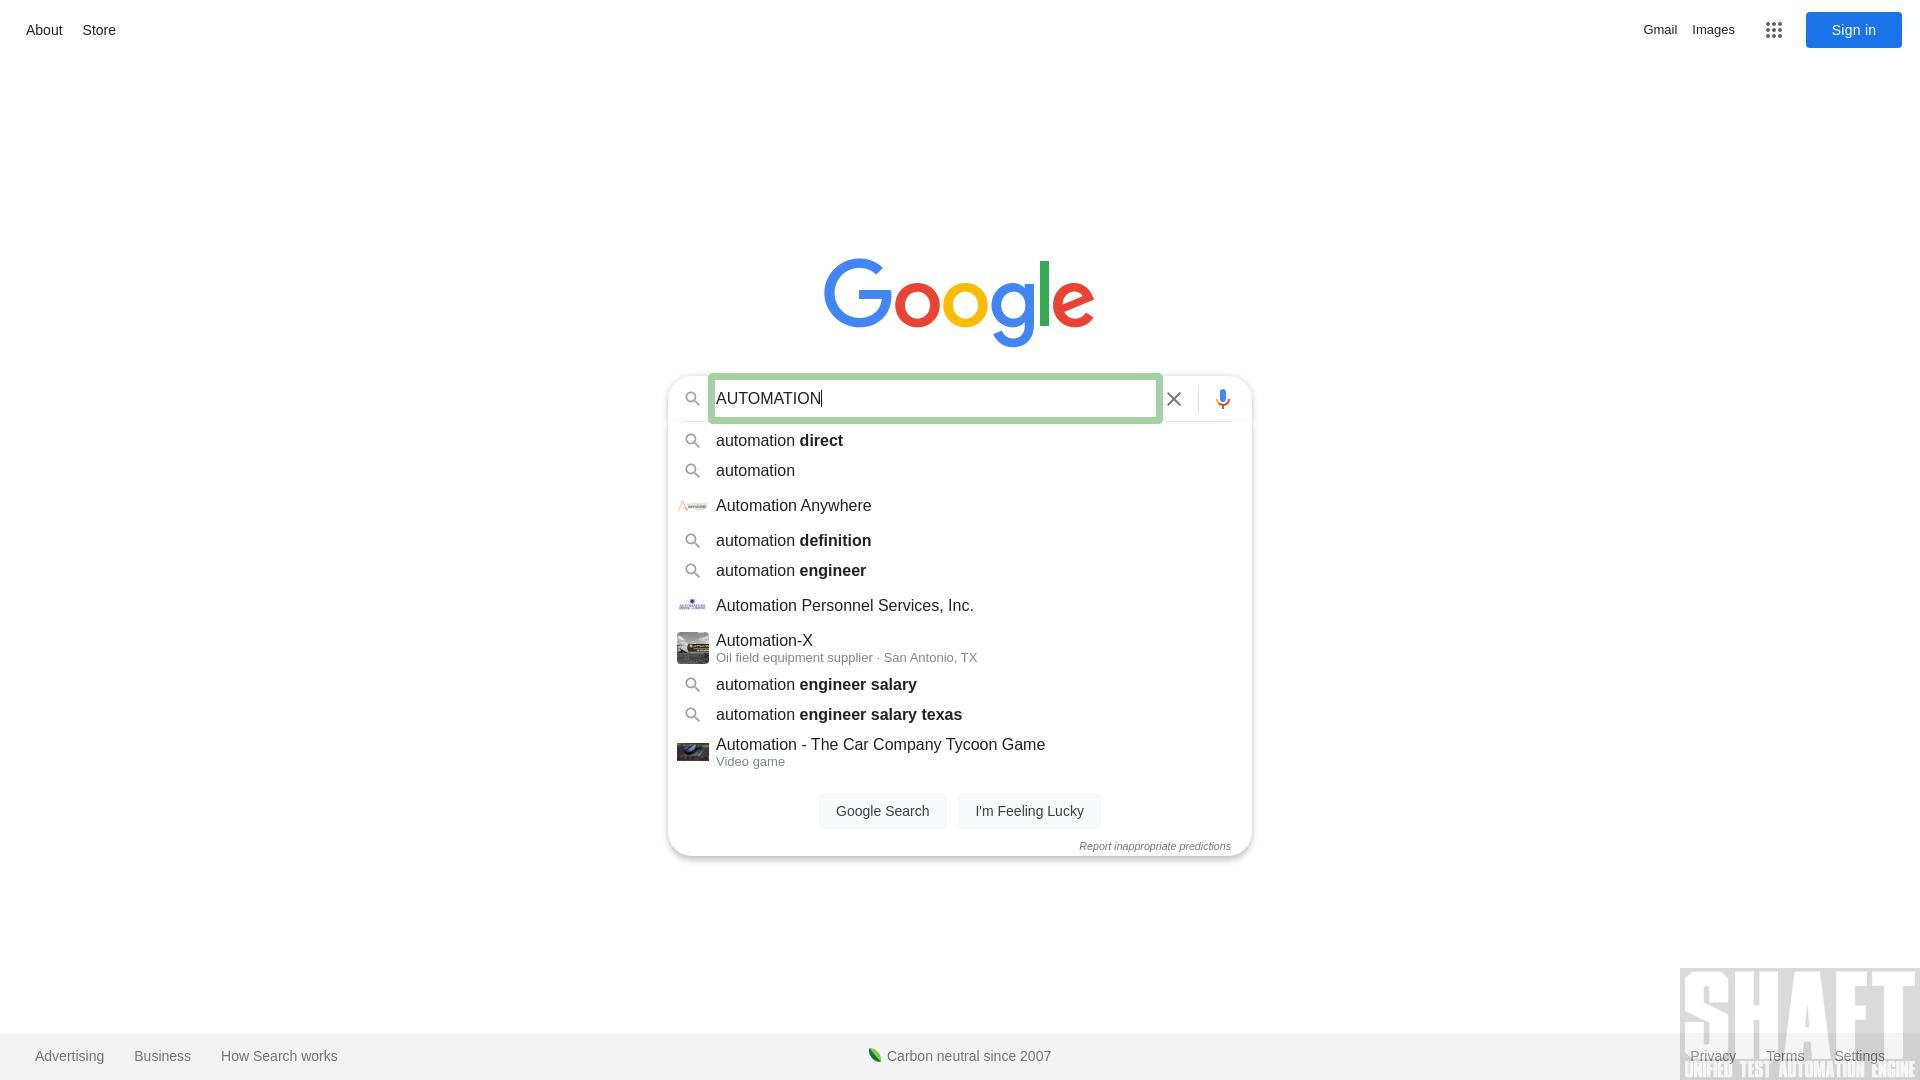 About Store
Gmail Images Sign in
Google
AUTOMATION
automation direct
automation
Automation Anywhere
automation definition
automation engineer
Automation Personnel Services, Inc.
Automation-X
Oil field equipment supplier · San Antonio, TX
automation engineer salary
automation engineer salary texas
Automation - The Car Company Tycoon Game
Video game
Google Search I'm Feeling Lucky
Report inappropriate predictions
SHAFT
Advertising Business How Search works Carbon neutral since 2007 Privacy Terms Settings
UNIFIED TEST AUTOMATION ENGINE